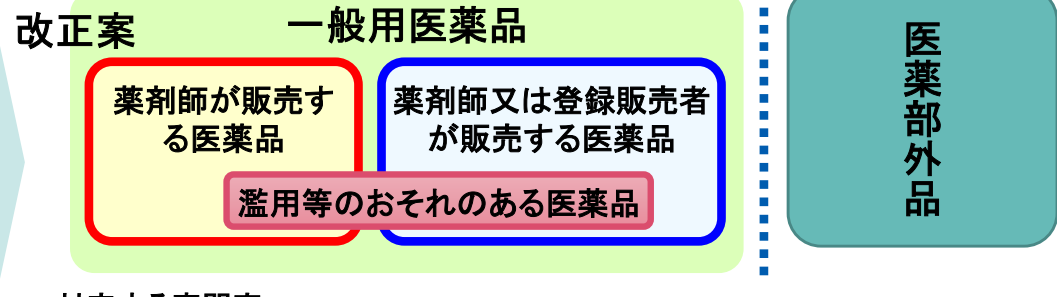 改正案
一般用医薬品
薬剤師が販売す
る医薬品
薬剤師又は登録販売者
が販売する医薬品
濫用等のおそれのある医薬品
医薬部外品